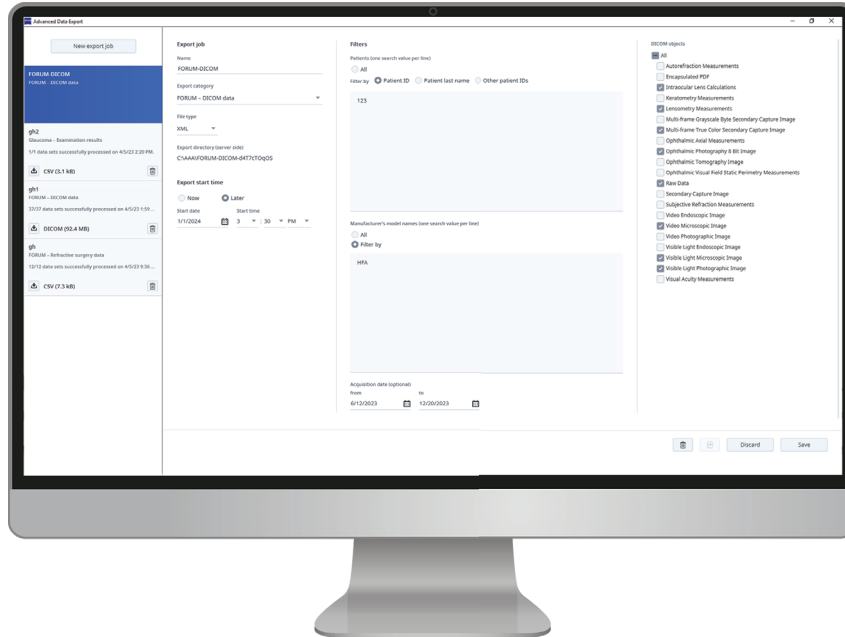 Advanced Data Export
New export job
FORUM-DICOM
FORUM - DICOM data
gh2
Glaucoma - Examination results
1/1 data sets successfully processed on 4/5/23 2:20 PM.
CSV (3.1 kB)
gh1
FORUM - DICOM data
37/37 data sets successfully processed on 4/5/23 1:59...
DICOM (92.4 MB)
gh
FORUM - Refractive surgery data
12/12 data sets successfully processed on 4/5/23 9:36...
CSV (7.3 kB)
Export job
Name
FORUM-DICOM
Export category
FORUM – DICOM data
File type
XML
Export directory (server side)
Export start time
Now Later
Start date Start time
1/1/2024 3 : 30 PM
Filters
Patients (one search value per line)
All
Filter by Patient ID Patient last name Other patient IDs
123
Manufacturer's model names (one search value per line)
All
Filter by
HFA
Acquisition date (optional)
from to
6/12/2023 12/20/2023
DICOM objects
All
Autorefraction Measurements
Encapsulated PDF
Intraocular Lens Calculations
Keratometry Measurements
Lensometry Measurements
Multi-frame Grayscale Byte Secondary Capture Image
Multi-frame True Color Secondary Capture Image
Ophthalmic Axial Measurements
Ophthalmic Photography 8 Bit Image
Ophthalmic Tomography Image
Ophthalmic Visual Field Static Perimetry Measurements
Raw Data
Secondary Capture Image
Subjective Refraction Measurements
Video Endoscopic Image
Video Microscopic Image
Video Photographic Image
Visible Light Endoscopic Image
Visible Light Microscopic Image
Visible Light Photographic Image
Visual Acuity Measurements
Discard Save